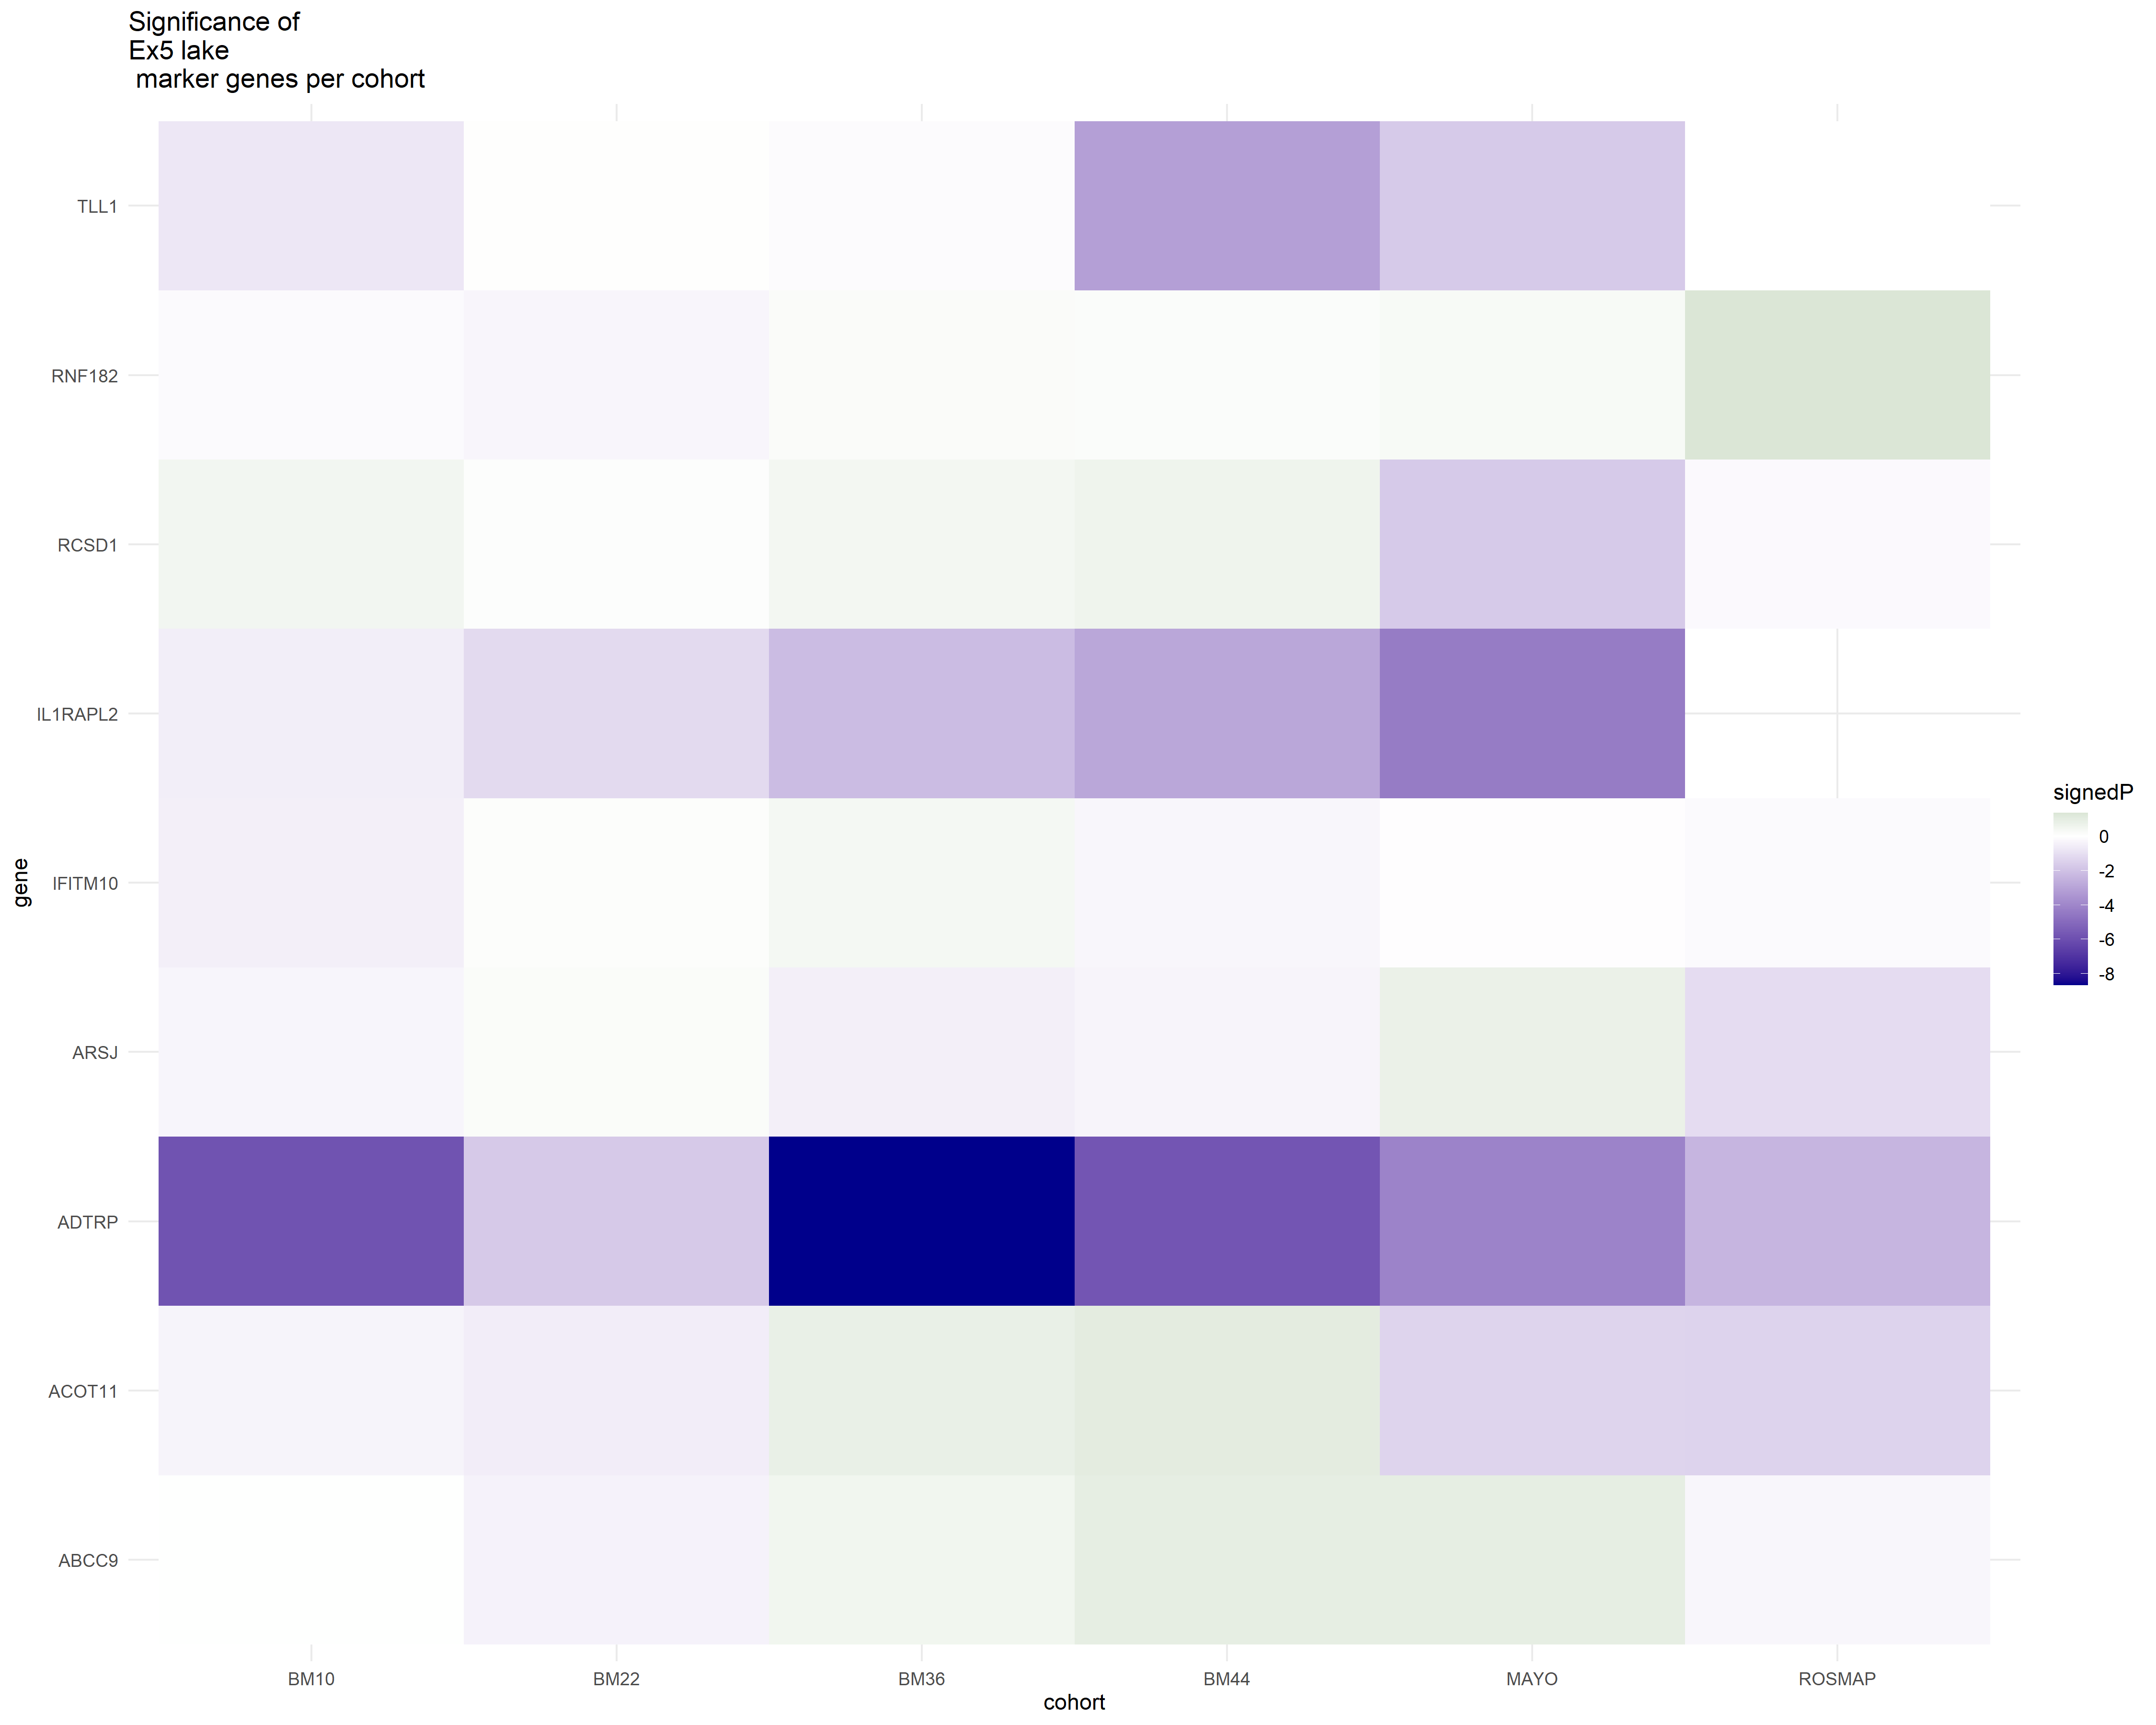 Significance of
Ex5 lake
marker genes per cohort
TLL1
RNF182
RCSD1
IL1RAPL2
IFITM10
ARSJ
ADTRP
ACOT11
ABCC9
gene
BM10 BM22 BM36 BM44 MAYO ROSMAP
cohort
signedP
0
-2
-4
-6
-8